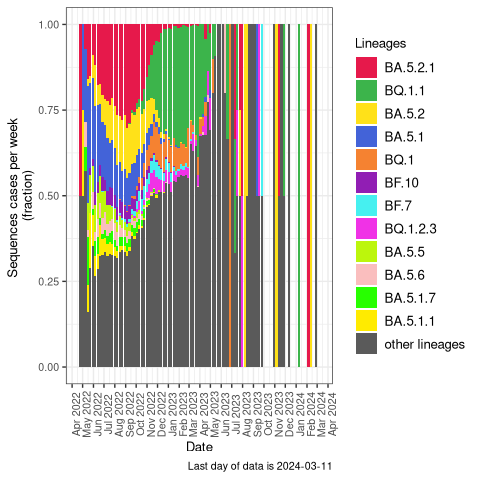 1.00
0.75
0.50
0.25
0.00
Sequences cases per week
(fraction)
Apr 2022
May 2022
Jun 2022
Jul 2022
Aug 2022
Sep 2022
Oct 2022
Nov 2022
Dec 2022
Jan 2023
Feb 2023
Mar 2023
Apr 2023
May 2023
Jun 2023
Jul 2023
Aug 2023
Sep 2023
Oct 2023
Nov 2023
Dec 2023
Jan 2024
Feb 2024
Mar 2024
Apr 2024
Date
Last day of data is 2024-03-11
Lineages
BA.5.2.1
BQ.1.1
BA.5.2
BA.5.1
BQ.1
BF.10
BF.7
BQ.1.2.3
BA.5.5
BA.5.6
BA.5.1.7
BA.5.1.1
other lineages